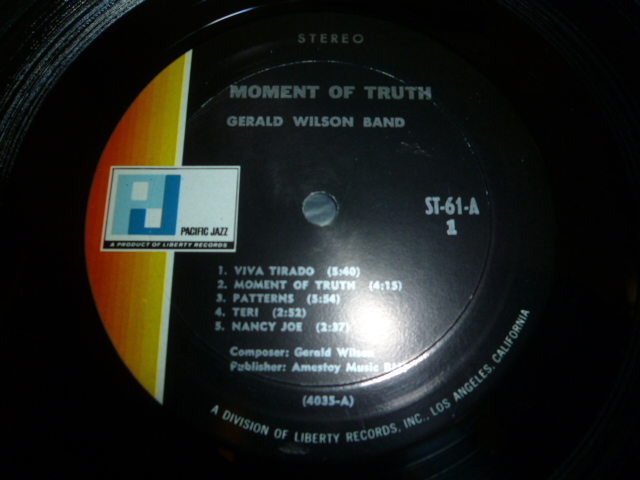 STEREO
MOMENT OF TRUTH
GERALD WILSON BAND
PJ
PACIFIC JAZZ
A PRODUCT OF LIBERTY RECORDS
ST-61-A
1
1. VIVA TIRADO (5:40)
2. MOMENT OF TRUTH (4:15)
3. PATTERNS (5:54)
4. TERI (2:52)
5. NANCY JOE (2:37)
Composer: Gerald Wilson
Publisher: Amestoy Music
(4035-A)
A DIVISION OF LIBERTY RECORDS, INC., LOS ANGELES, CALIFORNIA